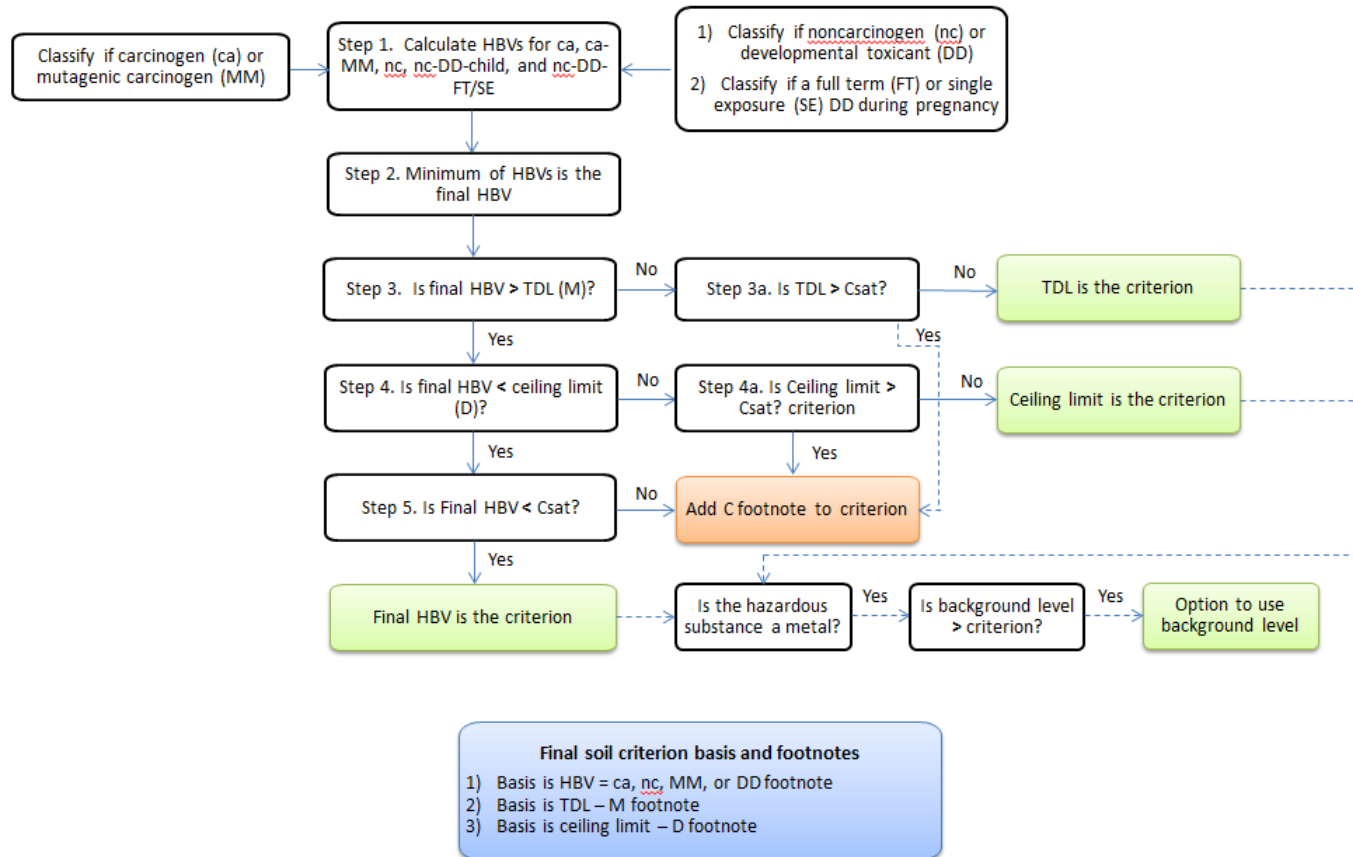 Classify if carcinogen (ca) or
mutagenic carcinogen (MM)
Step 1. Calculate HBVs for ca, ca-
MM, nc, nc-DD-child, and nc-DD-
FT/SE
1) Classify if noncarcinogen (nc) or
developmental toxicant (DD)
2) Classify if a full term (FT) or single
exposure (SE) DD during pregnancy
Step 2. Minimum of HBVs is the
final HBV
Step 3. Is final HBV > TDL (M)?
No
Step 3a. Is TDL > Csat?
No
TDL is the criterion
Yes
Yes
Step 4. Is final HBV < ceiling limit
(D)?
No
Step 4a. Is Ceiling limit >
Csat? criterion
No
Ceiling limit is the criterion
Yes
Yes
Step 5. Is Final HBV < Csat?
No
Add C footnote to criterion
Yes
Final HBV is the criterion
Is the hazardous
substance a metal?
Yes
Is background level
> criterion?
Yes
Option to use
background level
Final soil criterion basis and footnotes
1) Basis is HBV = ca, nc, MM, or DD footnote
2) Basis is TDL – M footnote
3) Basis is ceiling limit – D footnote